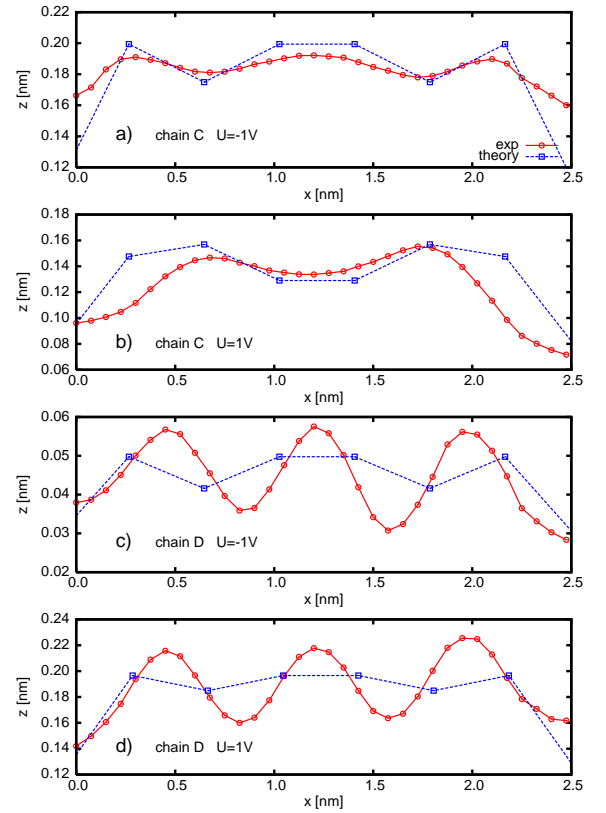 0.20
0.18
0.16
0.14
0.12
z [nm]
a) chain C U=-1V
exp
theory
0.0 0.5 1.0 1.5 2.0 2.5
x [nm]
0.18
0.16
0.14
0.12
0.10
0.08
0.06
z [nm]
b) chain C U=1V
0.0 0.5 1.0 1.5 2.0 2.5
x [nm]
0.06
0.05
0.04
0.03
0.02
z [nm]
c) chain D U=-1V
0.0 0.5 1.0 1.5 2.0 2.5
x [nm]
0.24
0.22
0.20
0.18
0.16
0.14
0.12
z [nm]
d) chain D U=1V
0.0 0.5 1.0 1.5 2.0 2.5
x [nm]